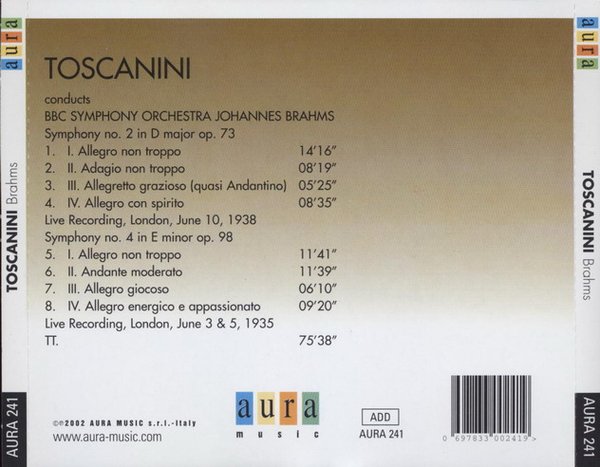 aura
TOSCANINI Brahms
AURA 241
TOSCANINI
conducts
BBC SYMPHONY ORCHESTRA JOHANNES BRAHMS
Symphony no. 2 in D major op. 73
1. I. Allegro non troppo 14'16"
2. II. Adagio non troppo 08'19"
3. III. Allegretto grazioso (quasi Andantino) 05'25"
4. IV. Allegro con spirito 08'35"
Live Recording, London, June 10, 1938
Symphony no. 4 in E minor op. 98
5. I. Allegro non troppo 11'41"
6. II. Andante moderato 11'39"
7. III. Allegro giocoso 06'10"
8. IV. Allegro energico e appassionato 09'20"
Live Recording, London, June 3 & 5, 1935
TT. 75'38"
℗©2002 AURA MUSIC s.r.l.-Italy
www.aura-music.com
aura
music
ADD
AURA 241
0 697833 002419
aura
TOSCANINI Brahms
AURA 241